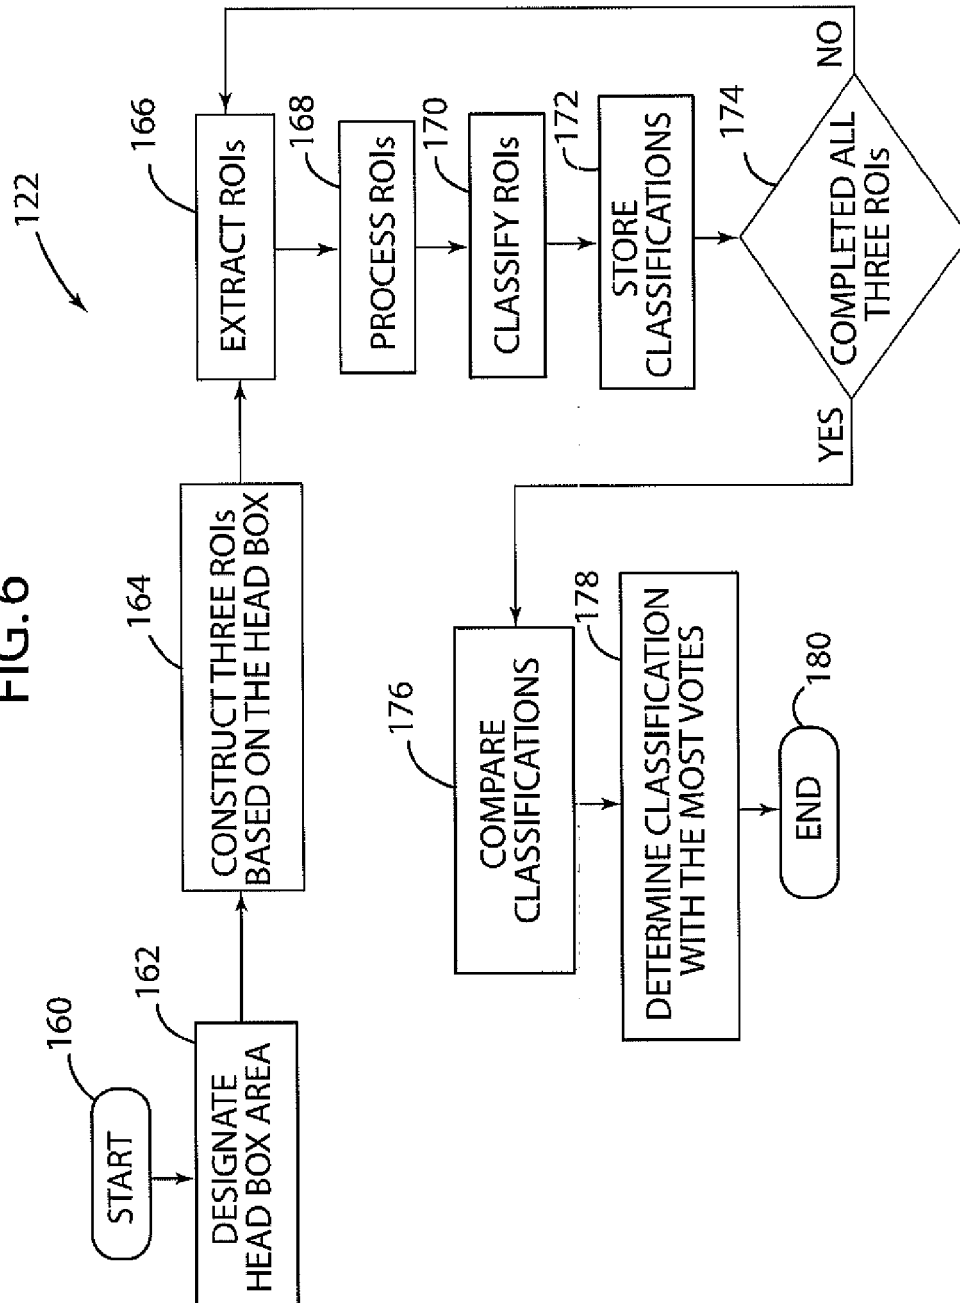 FIG. 6
122
160
START
162
DESIGNATE
HEAD BOX AREA
164
CONSTRUCT THREE ROIs
BASED ON THE HEAD BOX
166
EXTRACT ROIs
168
PROCESS ROIs
170
CLASSIFY ROIs
172
STORE
CLASSIFICATIONS
174
COMPLETED ALL
THREE ROIs
NO
YES
176
COMPARE
CLASSIFICATIONS
178
DETERMINE CLASSIFICATION
WITH THE MOST VOTES
180
END